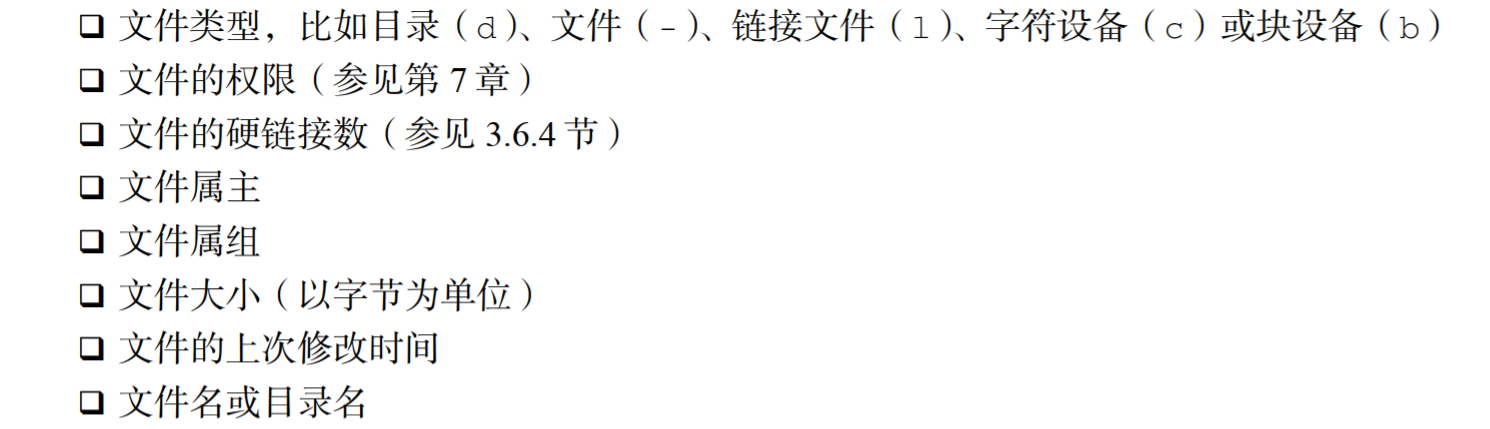 ❑ 文件类型，比如目录（d）、文件（-）、链接文件（l）、字符设备（c）或块设备（b）
❑ 文件的权限（参见第 7 章）
❑ 文件的硬链接数（参见 3.6.4 节）
❑ 文件属主
❑ 文件属组
❑ 文件大小（以字节为单位）
❑ 文件的上次修改时间
❑ 文件名或目录名